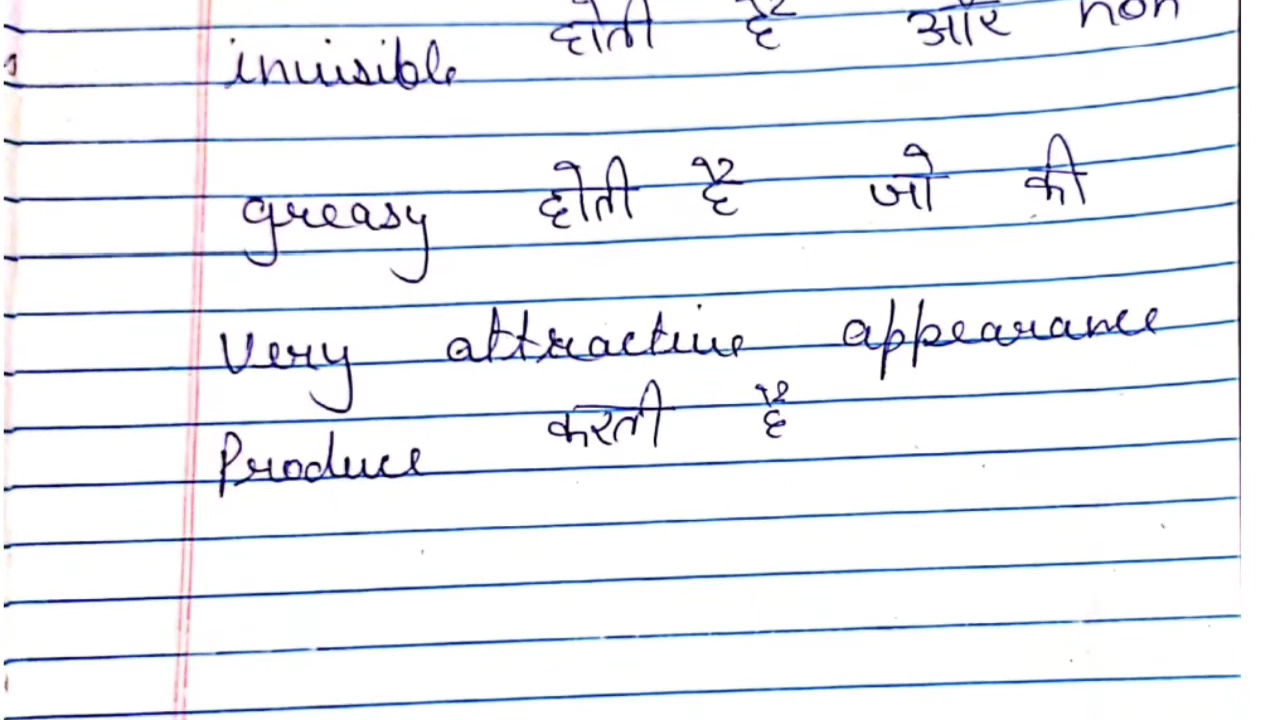 invisible होती है और non
greasy होती है जो की
Very attractive appearance
Produce करती है